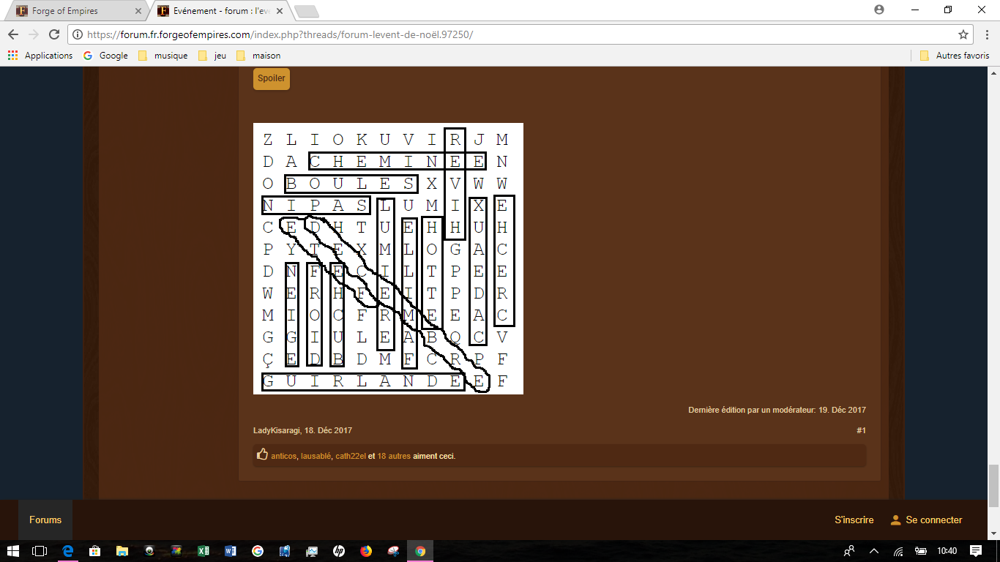 Forge of Empires
Evénement - forum : l'eve
https://forum.fr.forgeofempires.com/index.php?threads/forum-levent-de-noël.97250/
Applications Google musique jeu maison Autres favoris
Spoiler
Z L I O K U V I R J M
D A C H E M I N E E N
O B O U L E S X V W W
N I P A S L U M I X E
C E D H T U E H H U H
P Y T E X M L O G A C
D N F E C I L T P E E
W E R H F E I T P D R
M I O C F R M E E A C
G G I U L E A B Q C V
Ç E D B D M F C R P F
G U I R L A N D E E F
Dernière édition par un modérateur: 19. Déc 2017
LadyKisaragi, 18. Déc 2017 #1
anticos, lausablé, cath22el et 18 autres aiment ceci.
Forums S'inscrire Se connecter
10:40